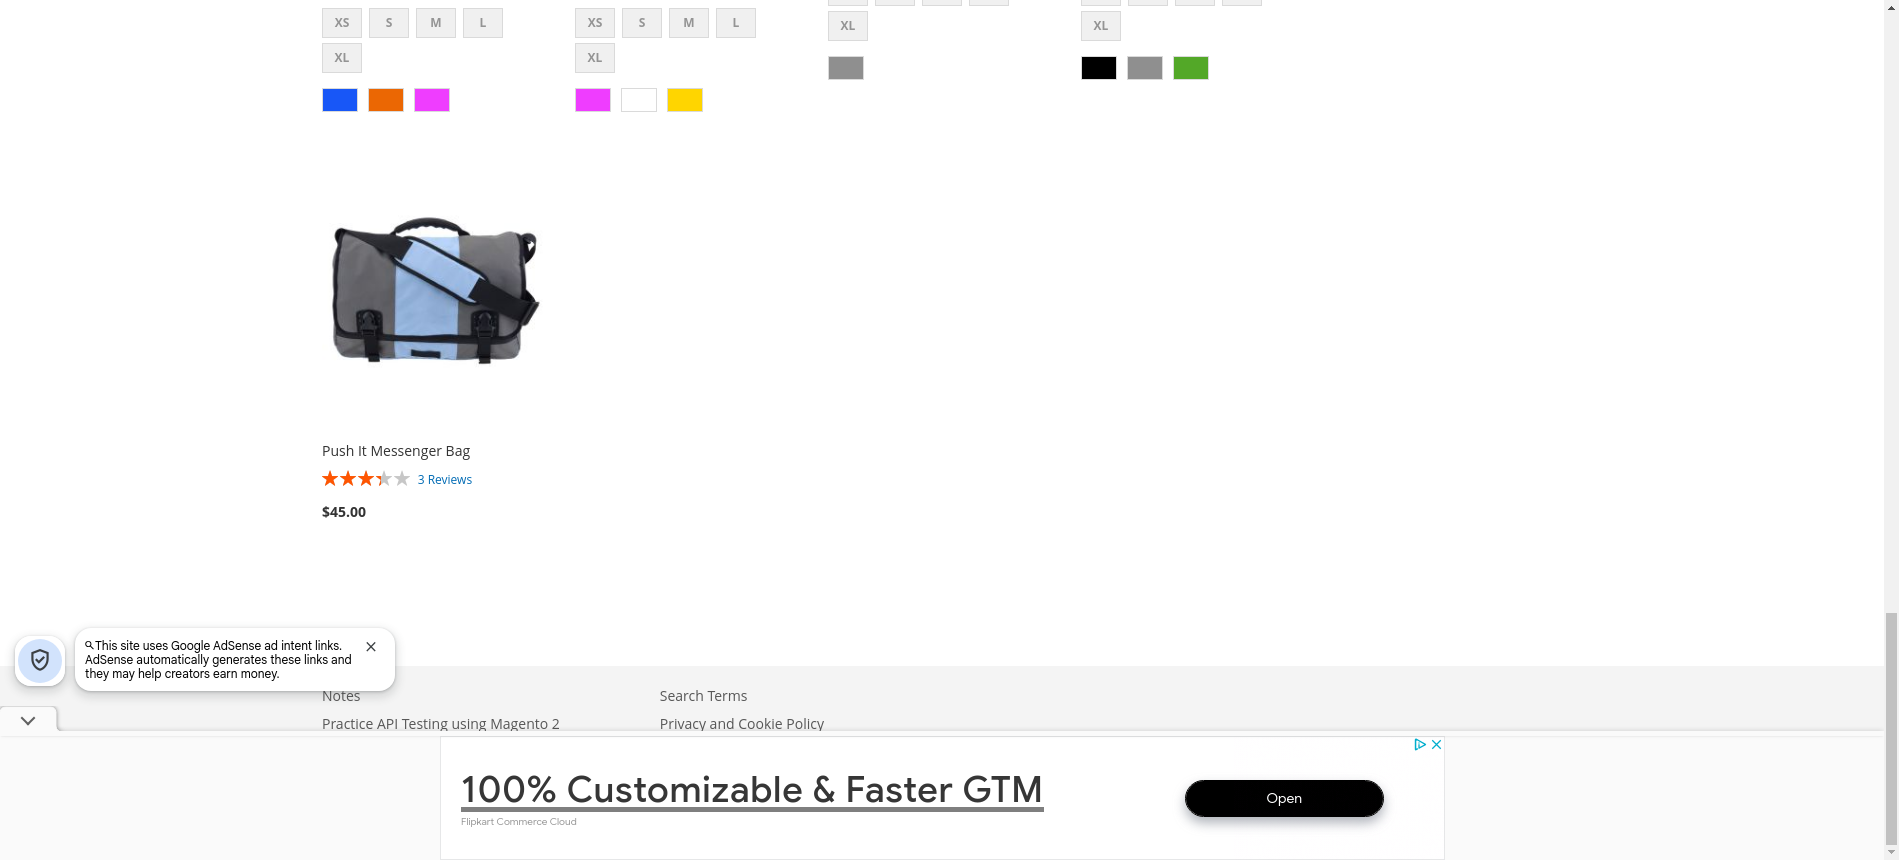 XS S M L
XL
XS S M L
XL
XL
XL
Push It Messenger Bag
3 Reviews
$45.00
This site uses Google AdSense ad intent links.
AdSense automatically generates these links and
they may help creators earn money.
Notes
Search Terms
Practice API Testing using Magento 2
Privacy and Cookie Policy
100% Customizable & Faster GTM
Flipkart Commerce Cloud
Open